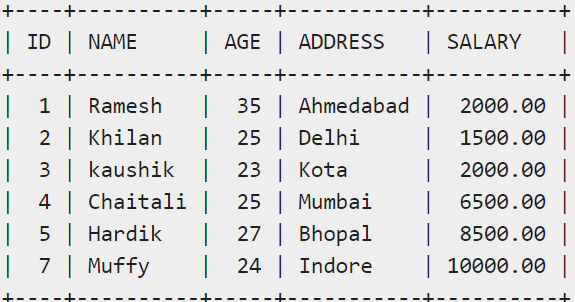 +----+----------+-----+-----------+----------+
| ID | NAME     | AGE | ADDRESS   | SALARY   |
+----+----------+-----+-----------+----------+
|  1 | Ramesh   |  35 | Ahmedabad |  2000.00 |
|  2 | Khilan   |  25 | Delhi     |  1500.00 |
|  3 | kaushik  |  23 | Kota      |  2000.00 |
|  4 | Chaitali |  25 | Mumbai    |  6500.00 |
|  5 | Hardik   |  27 | Bhopal    |  8500.00 |
|  7 | Muffy    |  24 | Indore    | 10000.00 |
+----+----------+-----+-----------+----------+